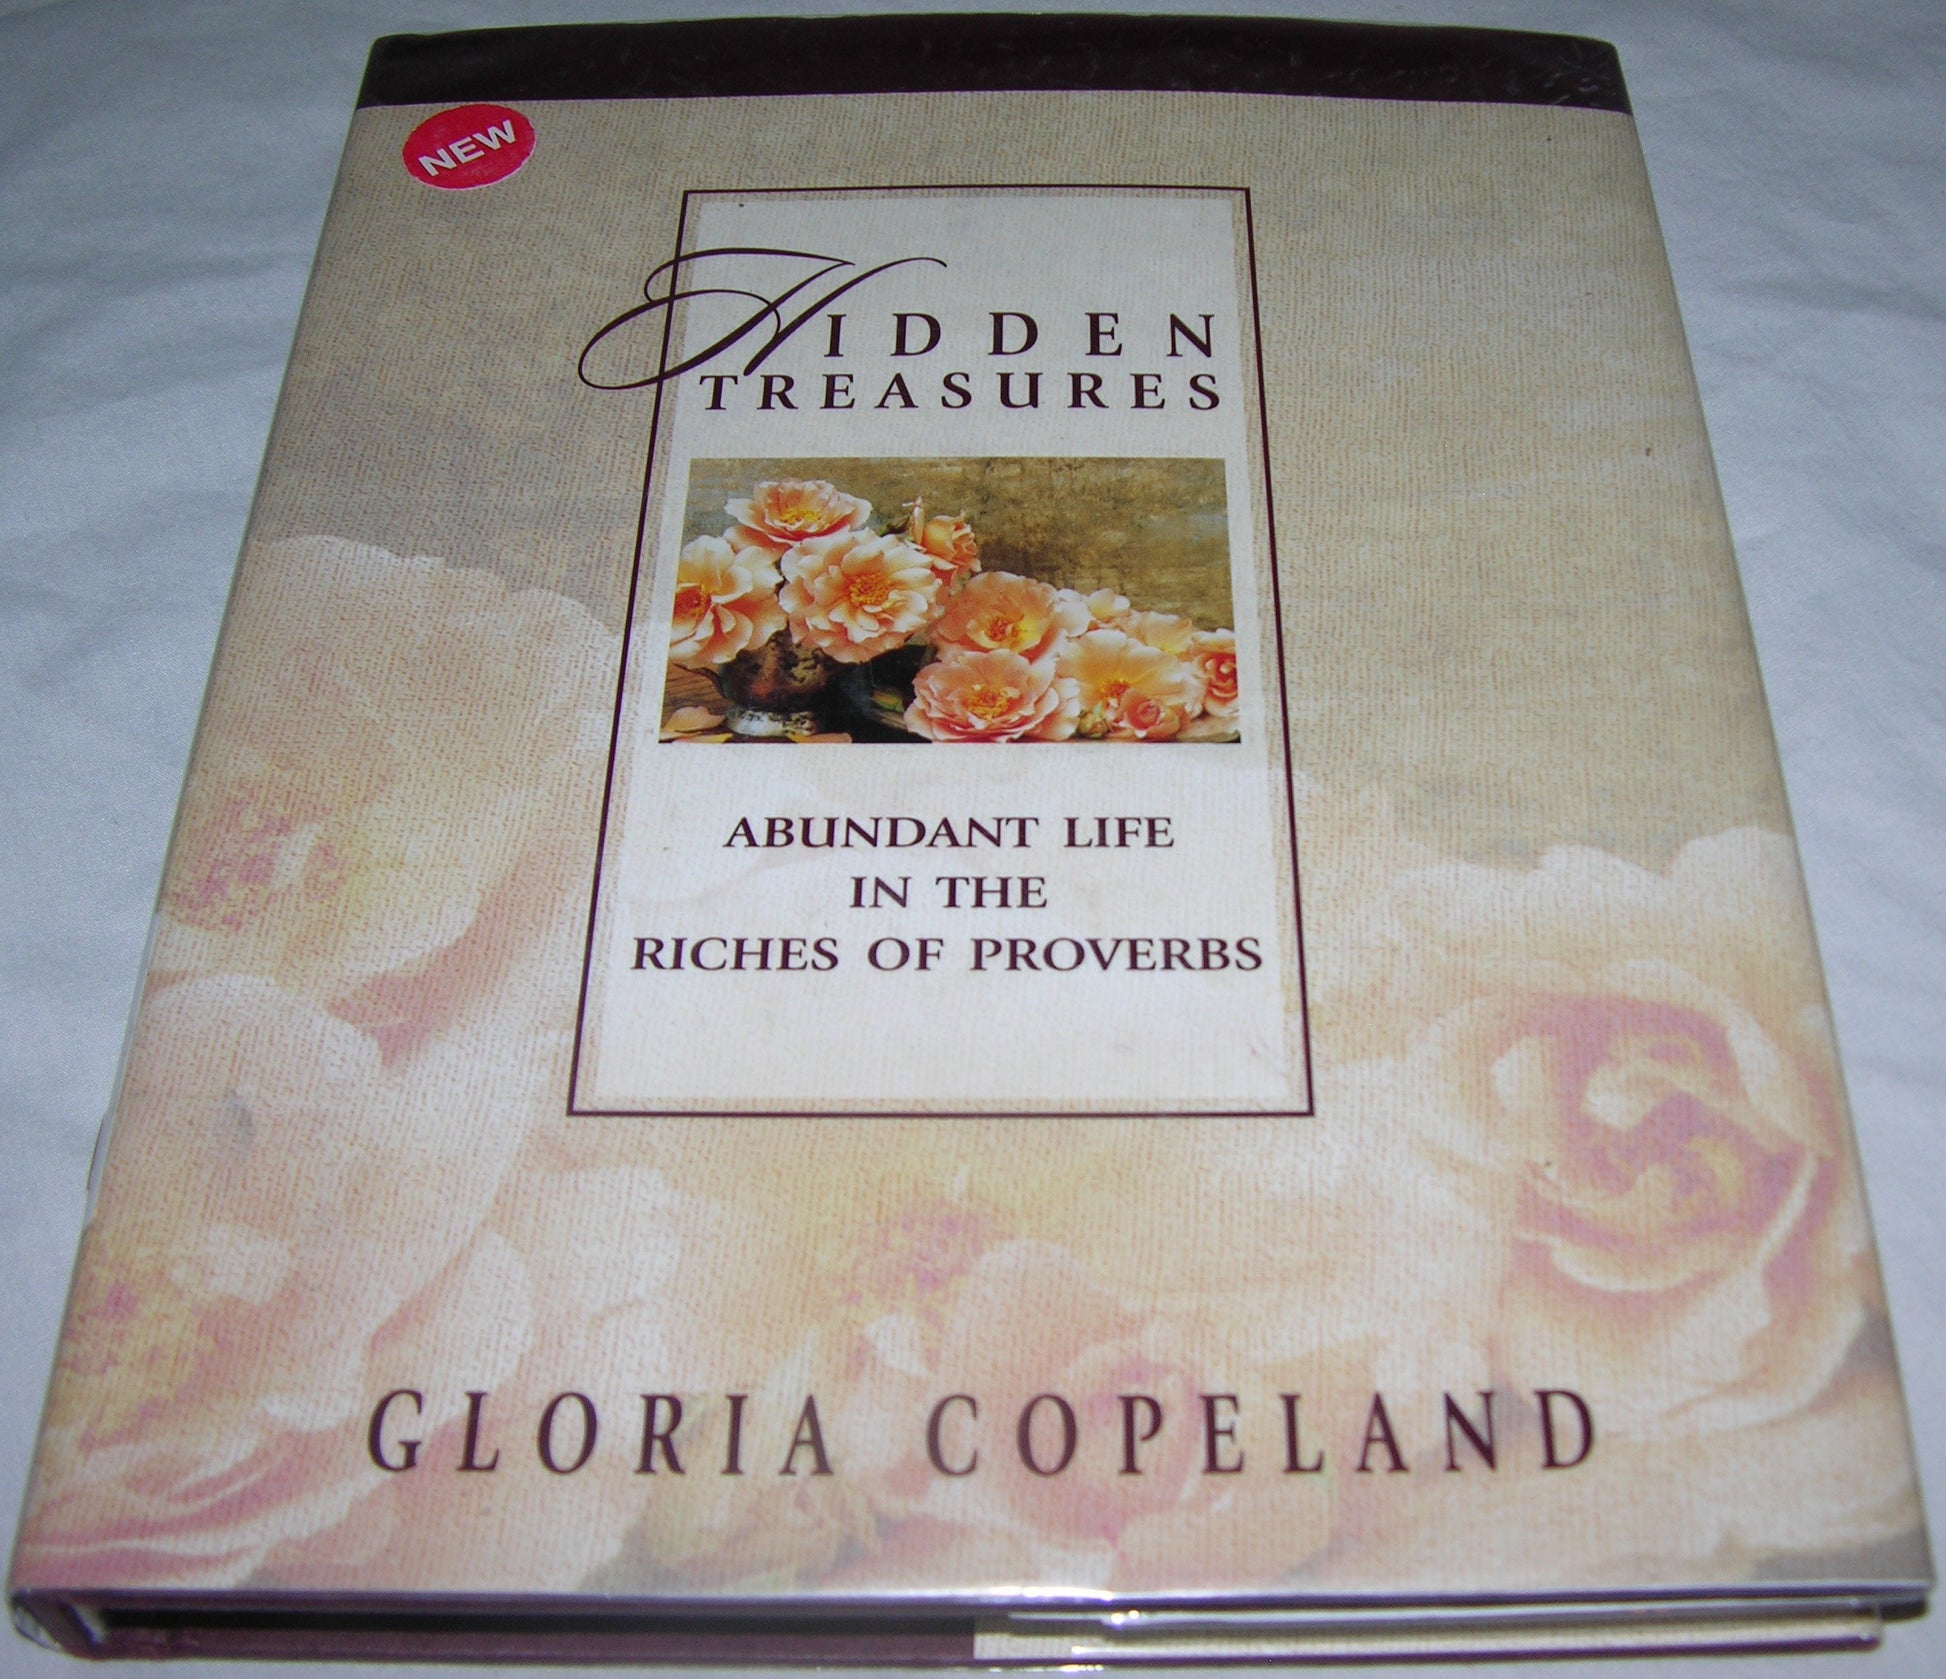 NEW
HIDDEN
TREASURES
ABUNDANT LIFE
IN THE
RICHES OF PROVERBS
GLORIA COPELAND